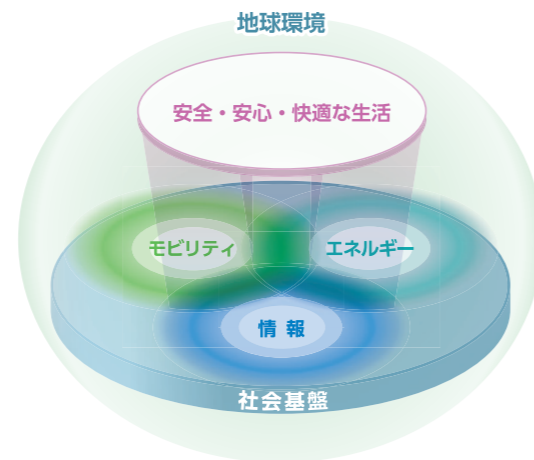 地球環境
安全・安心・快適な生活
モビリティ
エネルギー
情 報
社会基盤